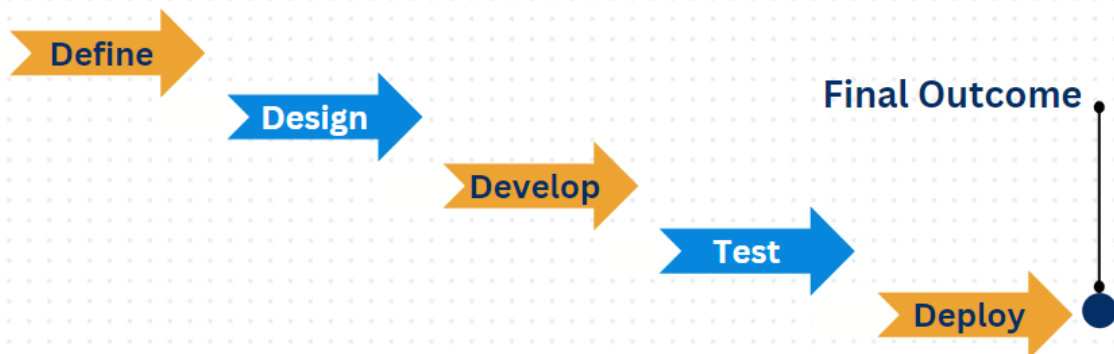 Define
Design
Final Outcome
Develop
Test
Deploy